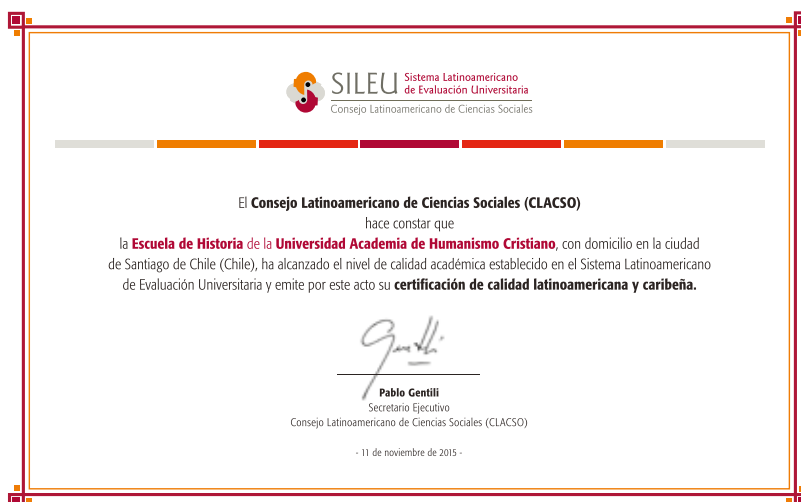 SILEU Sistema Latinoamericano
de Evaluación Universitaria
Consejo Latinoamericano de Ciencias Sociales
El Consejo Latinoamericano de Ciencias Sociales (CLACSO)
hace constar que
la Escuela de Historia de la Universidad Academia de Humanismo Cristiano, con domicilio en la ciudad
de Santiago de Chile (Chile), ha alcanzado el nivel de calidad académica establecido en el Sistema Latinoamericano
de Evaluación Universitaria y emite por este acto su certificación de calidad latinoamericana y caribeña.
Pablo Gentili
Secretario Ejecutivo
Consejo Latinoamericano de Ciencias Sociales (CLACSO)
- 11 de noviembre de 2015 -